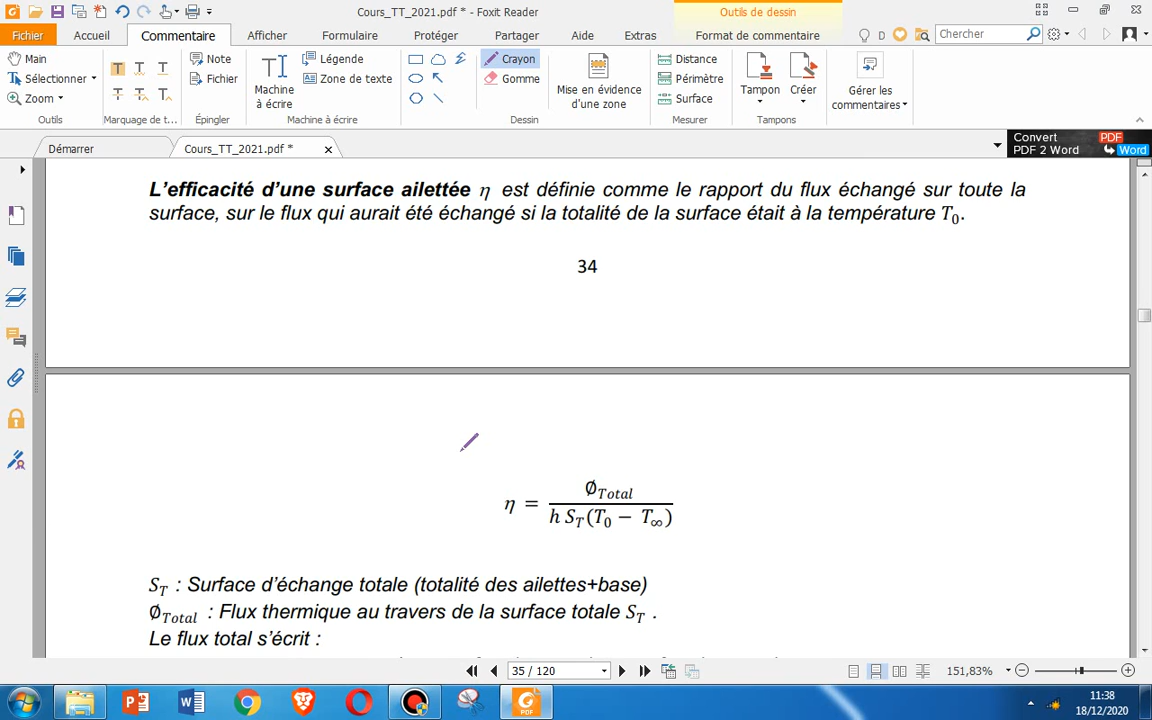 Cours_TT_2021.pdf * - Foxit Reader
Outils de dessin
Fichier Accueil Commentaire Afficher Formulaire Protéger Partager Aide Extras Format de commentaire D Chercher
Main
Sélectionner
Zoom
Outils
T T T
T T T
Marquage de t...
Note
Fichier
Épingler
Machine
à écrire
Légende
Zone de texte
Machine à écrire
Crayon
Gomme
Dessin
Mise en évidence
d'une zone
Distance
Périmètre
Surface
Mesurer
Tampon Créer
Tampons
Gérer les
commentaires
Démarrer
Cours_TT_2021.pdf *
Convert PDF
PDF 2 Word Word
L'efficacité d'une surface ailettée η est définie comme le rapport du flux échangé sur toute la
surface, sur le flux qui aurait été échangé si la totalité de la surface était à la température T₀.
34
η = ∅_Total / h S_T(T₀ − T_∞)
S_T : Surface d'échange totale (totalité des ailettes+base)
∅_Total : Flux thermique au travers de la surface totale S_T .
Le flux total s'écrit :
35 / 120
151,83%
11:38
18/12/2020